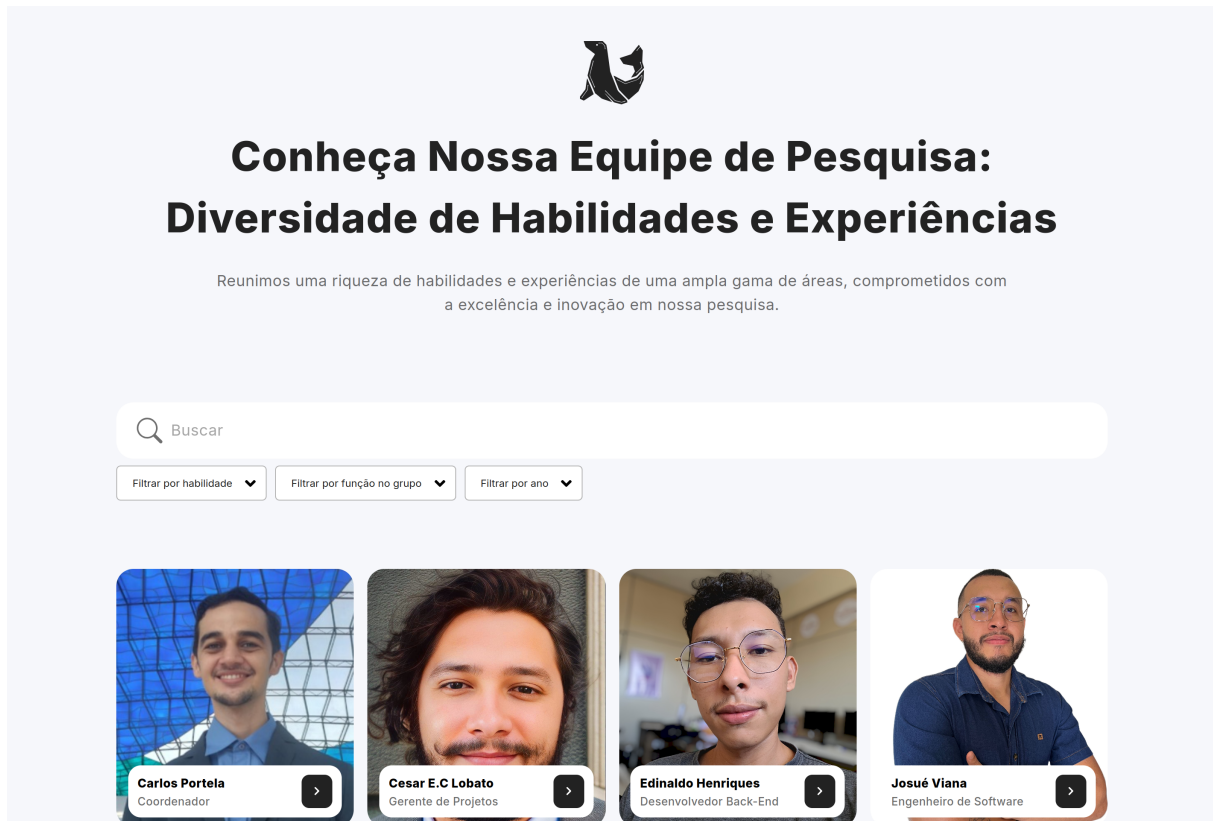 Conheça Nossa Equipe de Pesquisa:
Diversidade de Habilidades e Experiências
Reunimos uma riqueza de habilidades e experiências de uma ampla gama de áreas, comprometidos com
a excelência e inovação em nossa pesquisa.
Buscar
Filtrar por habilidade
Filtrar por função no grupo
Filtrar por ano
Carlos Portela
Coordenador
Cesar E.C Lobato
Gerente de Projetos
Edinaldo Henriques
Desenvolvedor Back-End
Josué Viana
Engenheiro de Software